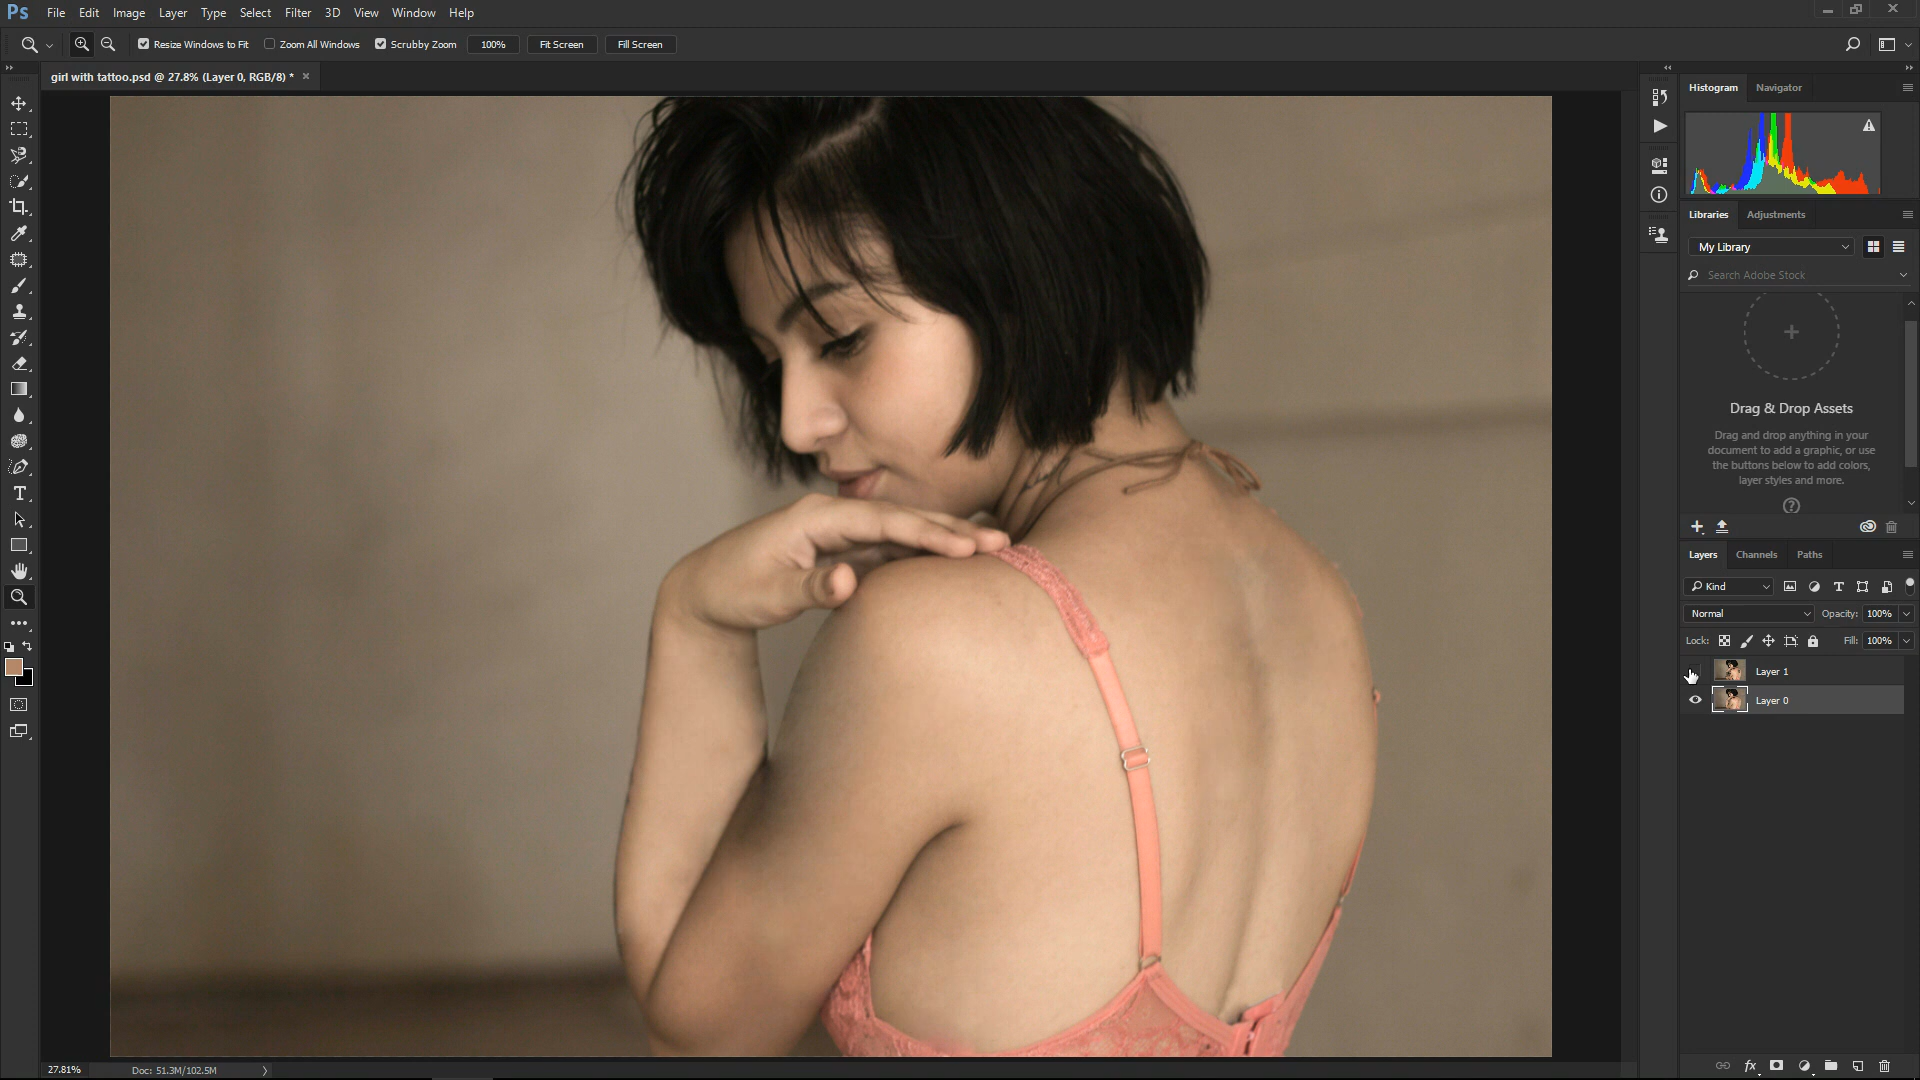 Ps File Edit Image Layer Type Select Filter 3D View Window Help
Resize Windows to Fit Zoom All Windows Scrubby Zoom 100% Fit Screen Fill Screen
girl with tattoo.psd @ 27.8% (Layer 0, RGB/8) * ×
Histogram Navigator
Libraries Adjustments
My Library
Search Adobe Stock
Drag & Drop Assets
Drag and drop anything in your
document to add a graphic, or use
the buttons below to add colors,
layer styles and more.
Layers Channels Paths
Kind
Normal Opacity: 100%
Lock: Fill: 100%
Layer 1
Layer 0
fx
27.81% Doc: 51.3M/102.5M